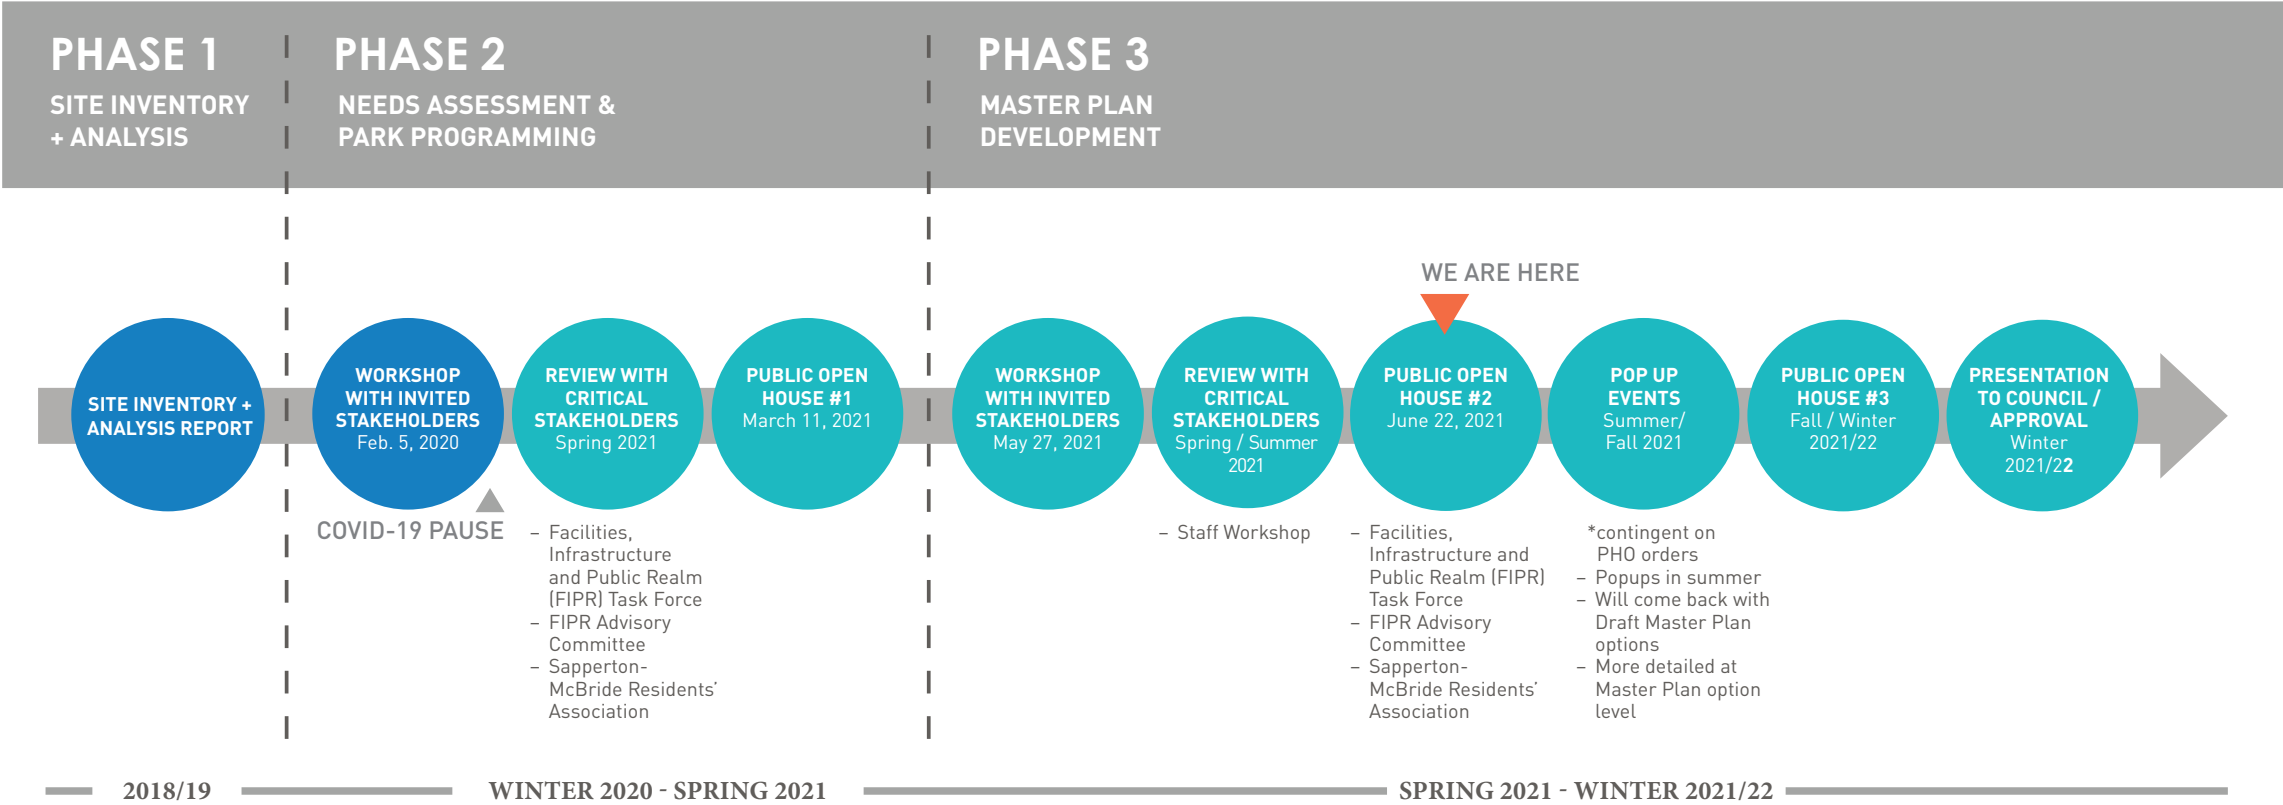 PHASE 1
SITE INVENTORY
+ ANALYSIS
PHASE 2
NEEDS ASSESSMENT &
PARK PROGRAMMING
PHASE 3
MASTER PLAN
DEVELOPMENT
WE ARE HERE
SITE INVENTORY +
ANALYSIS REPORT
WORKSHOP
WITH INVITED
STAKEHOLDERS
Feb. 5, 2020
COVID-19 PAUSE
REVIEW WITH
CRITICAL
STAKEHOLDERS
Spring 2021
– Facilities,
Infrastructure
and Public Realm
(FIPR) Task Force
– FIPR Advisory
Committee
– Sapperton-
McBride Residents'
Association
PUBLIC OPEN
HOUSE #1
March 11, 2021
WORKSHOP
WITH INVITED
STAKEHOLDERS
May 27, 2021
REVIEW WITH
CRITICAL
STAKEHOLDERS
Spring / Summer
2021
– Staff Workshop
PUBLIC OPEN
HOUSE #2
June 22, 2021
– Facilities,
Infrastructure and
Public Realm (FIPR)
Task Force
– FIPR Advisory
Committee
– Sapperton-
McBride Residents'
Association
POP UP
EVENTS
Summer/
Fall 2021
*contingent on
PHO orders
– Popups in summer
– Will come back with
Draft Master Plan
options
– More detailed at
Master Plan option
level
PUBLIC OPEN
HOUSE #3
Fall / Winter
2021/22
PRESENTATION
TO COUNCIL /
APPROVAL
Winter
2021/22
2018/19
WINTER 2020 - SPRING 2021
SPRING 2021 - WINTER 2021/22